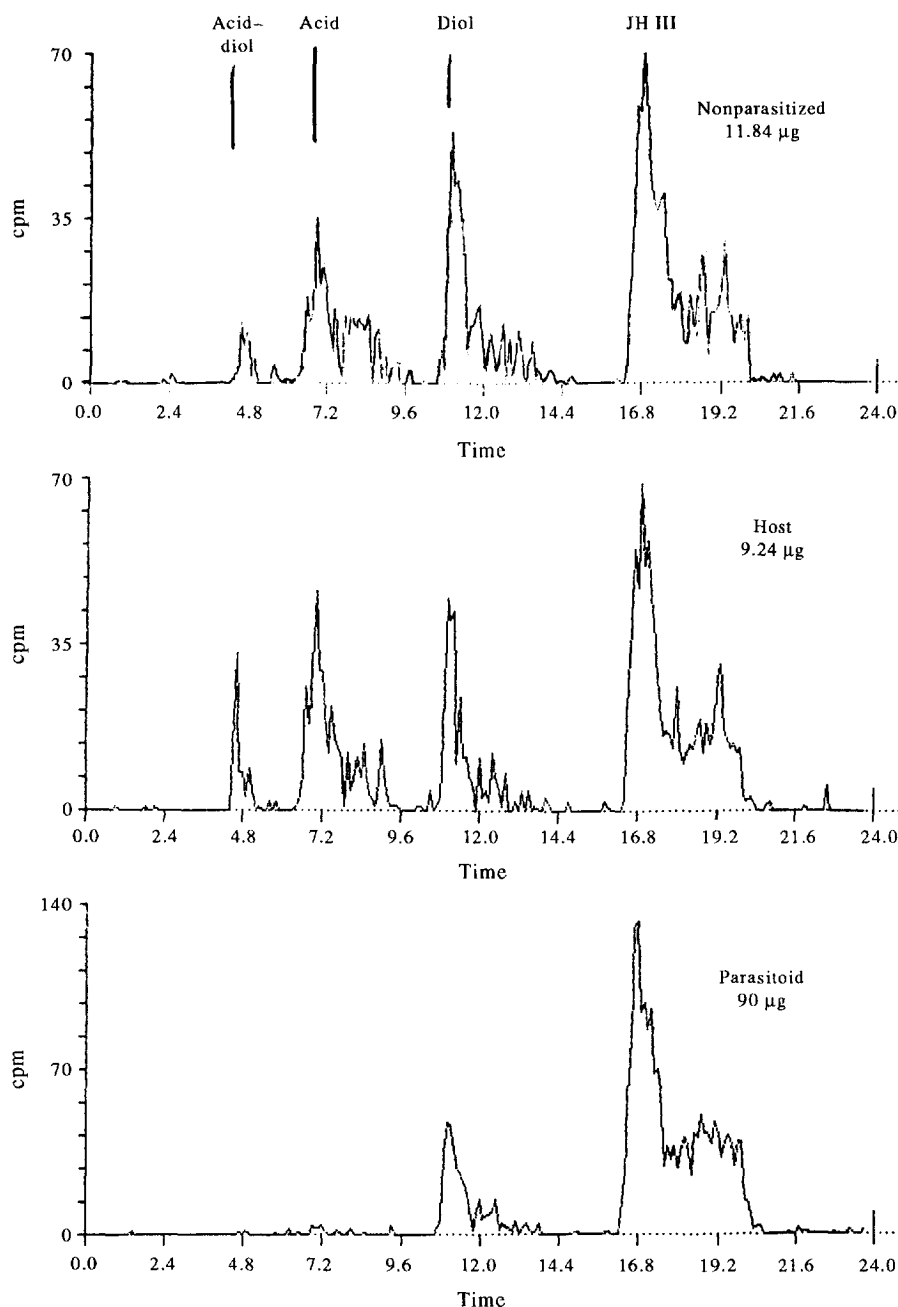 Acid–
diol
Acid
Diol
JH III
70
35
0
cpm
Nonparasitized
11.84 µg
0.0 2.4 4.8 7.2 9.6 12.0 14.4 16.8 19.2 21.6 24.0
Time
70
35
0
cpm
Host
9.24 µg
0.0 2.4 4.8 7.2 9.6 12.0 14.4 16.8 19.2 21.6 24.0
Time
140
70
0
cpm
Parasitoid
90 µg
0.0 2.4 4.8 7.2 9.6 12.0 14.4 16.8 19.2 21.6 24.0
Time